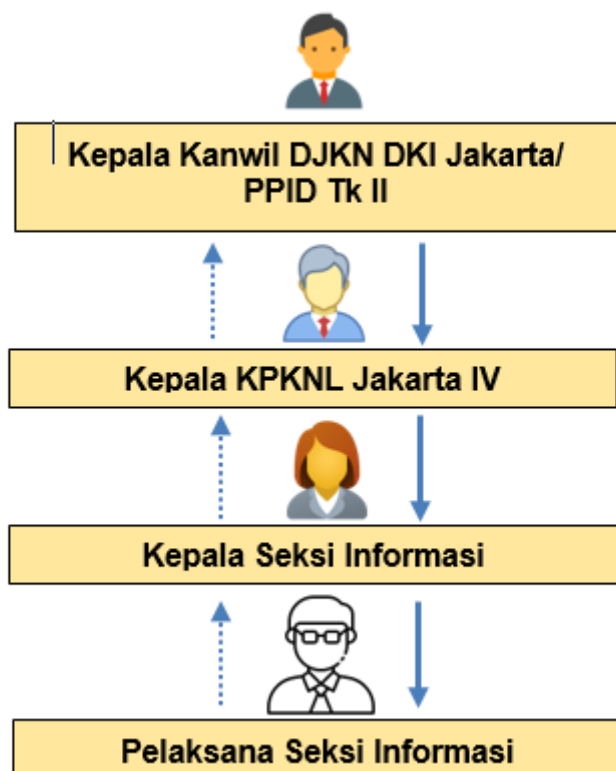 Kepala Kanwil DJKN DKI Jakarta/
PPID Tk II
Kepala KPKNL Jakarta IV
Kepala Seksi Informasi
Pelaksana Seksi Informasi